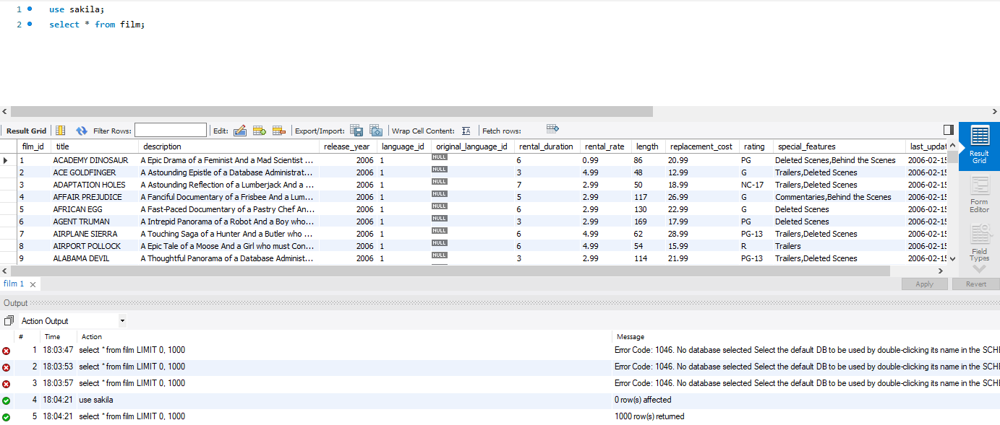 1 use sakila;
2 select * from film;
Result Grid Filter Rows: Edit: Export/Import: Wrap Cell Content: Fetch rows:
film_id title description release_year language_id original_language_id rental_duration rental_rate length replacement_cost rating special_features last_updat
1 ACADEMY DINOSAUR A Epic Drama of a Feminist And a Mad Scientist ... 2006 1 NULL 6 0.99 86 20.99 PG Deleted Scenes,Behind the Scenes 2006-02-15
2 ACE GOLDFINGER A Astounding Epistle of a Database Administrat... 2006 1 NULL 3 4.99 48 12.99 G Trailers,Deleted Scenes 2006-02-15
3 ADAPTATION HOLES A Astounding Reflection of a Lumberjack And a ... 2006 1 NULL 7 2.99 50 18.99 NC-17 Trailers,Deleted Scenes 2006-02-15
4 AFFAIR PREJUDICE A Fanciful Documentary of a Frisbee And a Lum... 2006 1 NULL 5 2.99 117 26.99 G Commentaries,Behind the Scenes 2006-02-15
5 AFRICAN EGG A Fast-Paced Documentary of a Pastry Chef An... 2006 1 NULL 6 2.99 130 22.99 G Deleted Scenes 2006-02-15
6 AGENT TRUMAN A Intrepid Panorama of a Robot And a Boy who... 2006 1 NULL 3 2.99 169 17.99 PG Deleted Scenes 2006-02-15
7 AIRPLANE SIERRA A Touching Saga of a Hunter And a Butler who ... 2006 1 NULL 6 4.99 62 28.99 PG-13 Trailers,Deleted Scenes 2006-02-15
8 AIRPORT POLLOCK A Epic Tale of a Moose And a Girl who must Con... 2006 1 NULL 6 4.99 54 15.99 R Trailers 2006-02-15
9 ALABAMA DEVIL A Thoughtful Panorama of a Database Administ... 2006 1 NULL 3 2.99 114 21.99 PG-13 Trailers,Deleted Scenes 2006-02-15
Result
Grid
Form
Editor
Field
Types
film 1 Apply Revert
Output
Action Output
# Time Action Message
1 18:03:47 select * from film LIMIT 0, 1000 Error Code: 1046. No database selected Select the default DB to be used by double-clicking its name in the SCHE
2 18:03:53 select * from film LIMIT 0, 1000 Error Code: 1046. No database selected Select the default DB to be used by double-clicking its name in the SCHE
3 18:03:57 select * from film LIMIT 0, 1000 Error Code: 1046. No database selected Select the default DB to be used by double-clicking its name in the SCHE
4 18:04:21 use sakila 0 row(s) affected
5 18:04:21 select * from film LIMIT 0, 1000 1000 row(s) returned